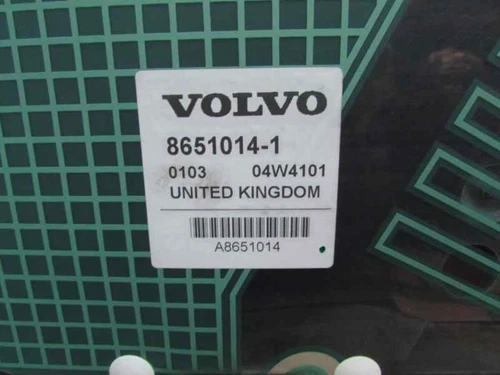 VOLVO
8651014-1
0103 04W4101
UNITED KINGDOM
A8651014